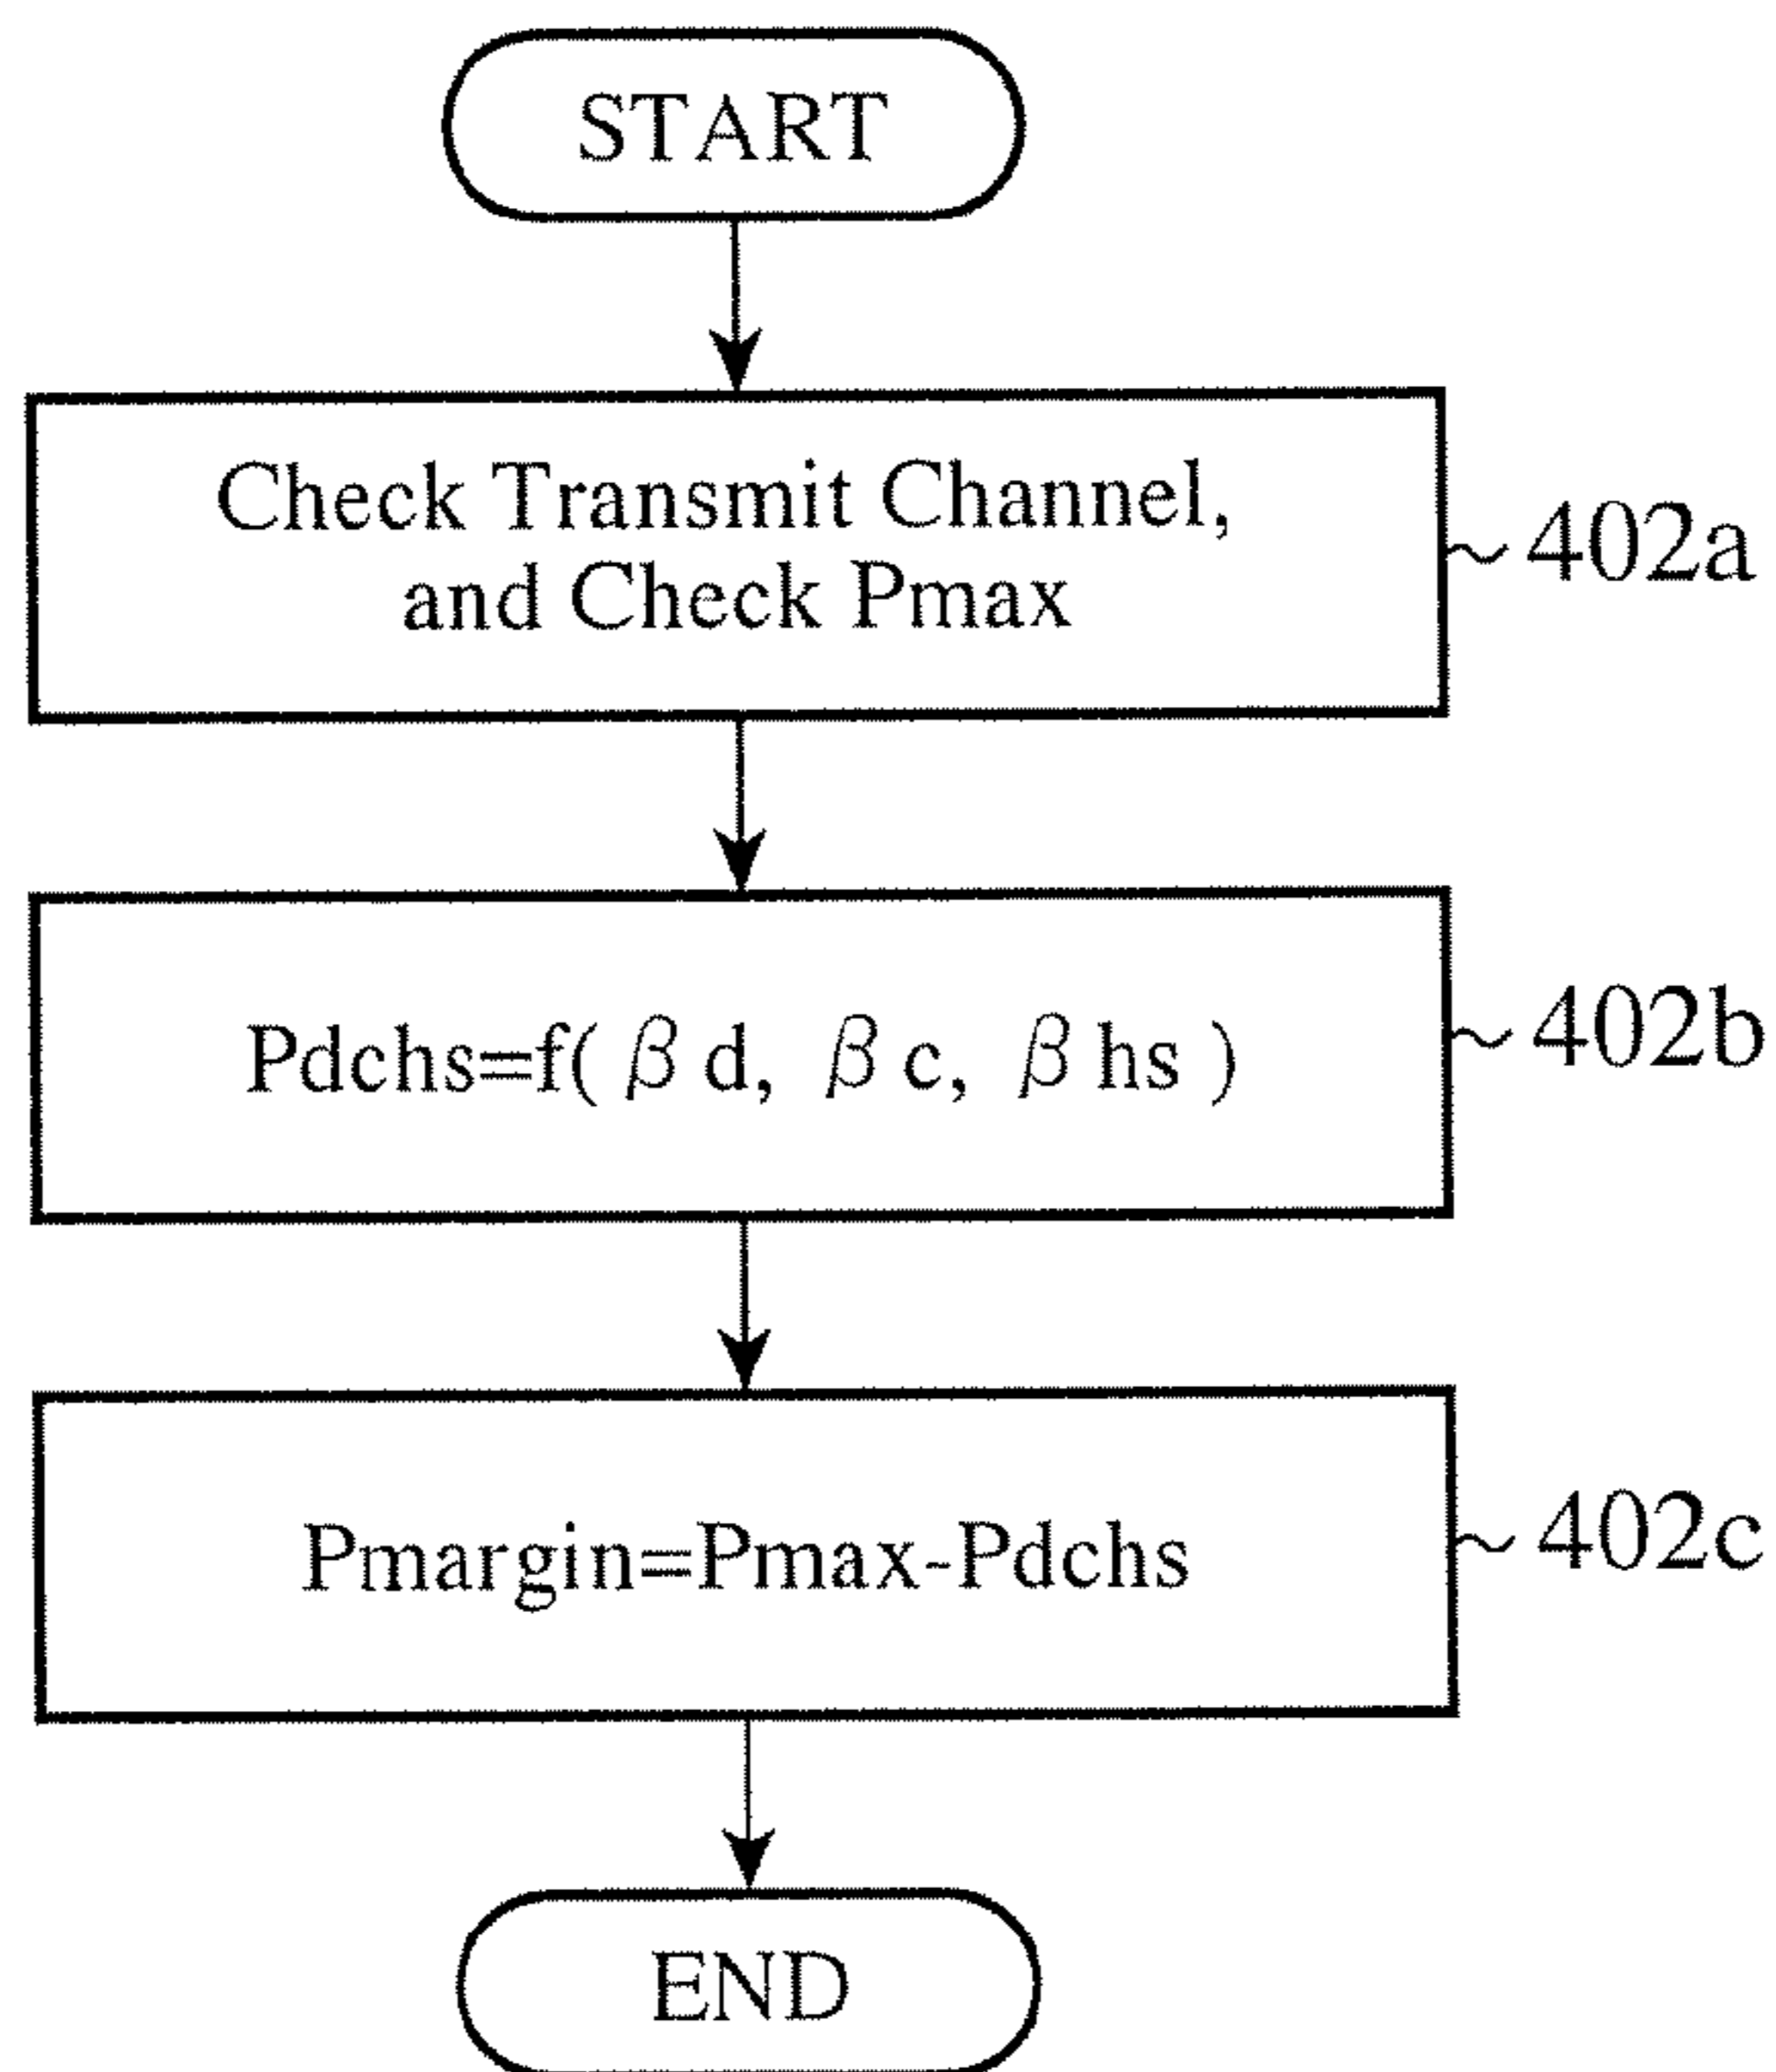 START
Check Transmit Channel,
and Check Pmax
402a
Pdchs=f( β d, β c, β hs )
402b
Pmargin=Pmax-Pdchs
402c
END